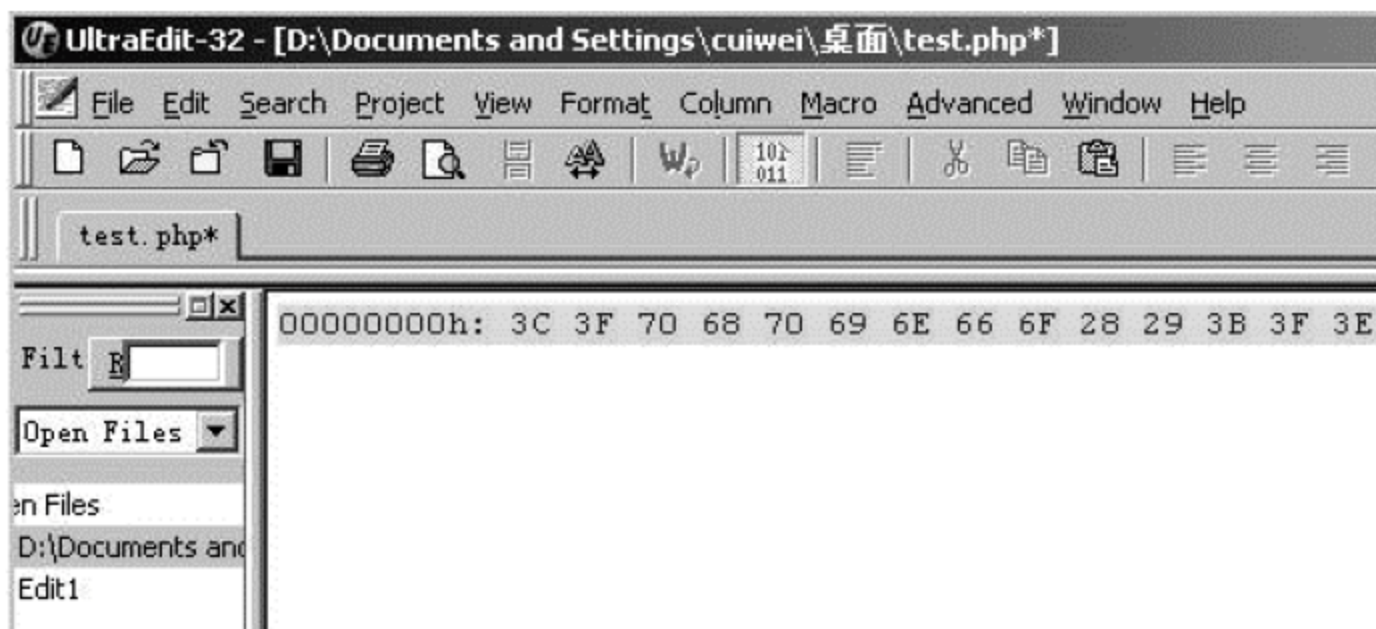 UltraEdit-32 - [D:\Documents and Settings\cuiwei\桌面\test.php*]
File Edit Search Project View Format Column Macro Advanced Window Help
test.php*
00000000h: 3C 3F 70 68 70 69 6E 66 6F 28 29 3B 3F 3E
Filt R
Open Files
en Files
D:\Documents and
Edit1